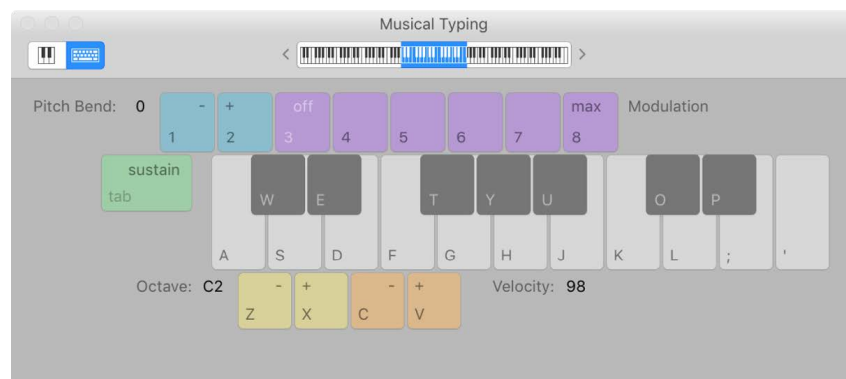 Musical Typing
Pitch Bend: 0 - + off max Modulation
1 2 3 4 5 6 7 8
sustain
tab
W E T Y U O P
A S D F G H J K L ; '
Octave: C2 - + - + Velocity: 98
Z X C V